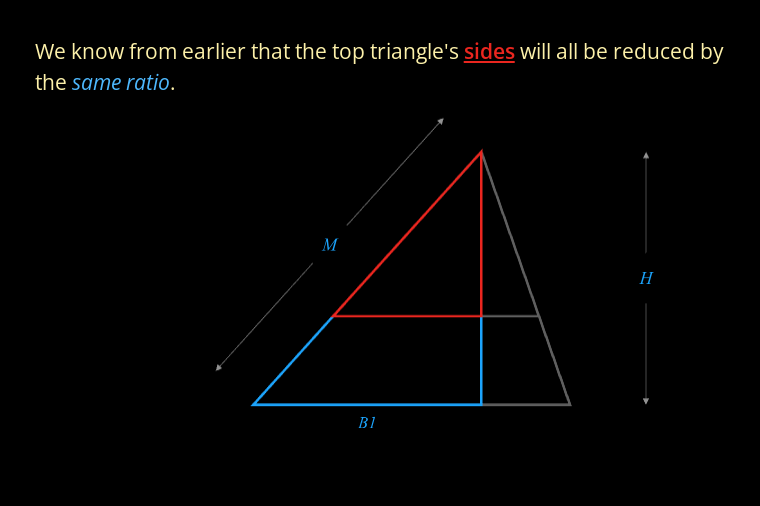 We know from earlier that the top triangle's sides will all be reduced by
the same ratio.
M
H
B1